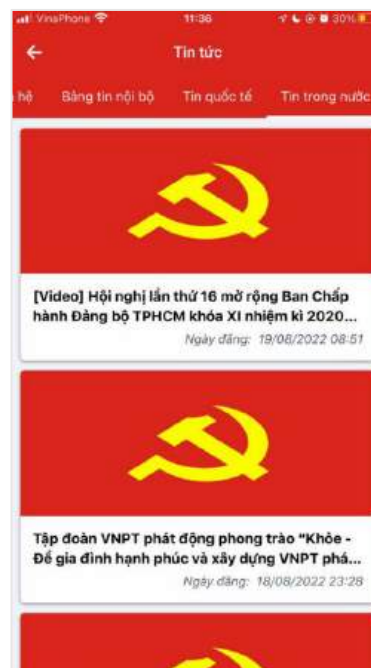 VinaPhone 11:36 30%
Tin tức
hệ Bảng tin nội bộ Tin quốc tế Tin trong nước
[Video] Hội nghị lần thứ 16 mở rộng Ban Chấp
hành Đảng bộ TPHCM khóa XI nhiệm kì 2020...
Ngày đăng: 19/08/2022 08:51
Tập đoàn VNPT phát động phong trào "Khỏe -
Để gia đình hạnh phúc và xây dựng VNPT phá...
Ngày đăng: 18/08/2022 23:28